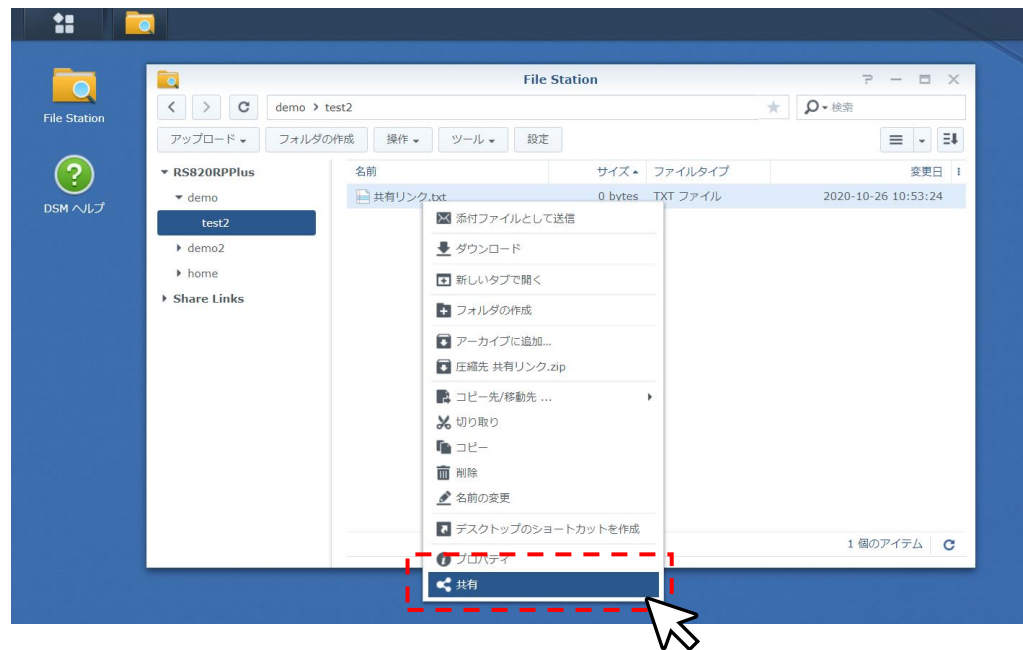 File Station
File Station
demo › test2
検索
アップロード
フォルダの作成
操作
ツール
設定
RS820RPPlus
demo
test2
demo2
home
Share Links
名前 サイズ ファイルタイプ 変更日
共有リンク.txt 0 bytes TXT ファイル 2020-10-26 10:53:24
添付ファイルとして送信
ダウンロード
新しいタブで開く
フォルダの作成
アーカイブに追加...
圧縮先 共有リンク.zip
コピー先/移動先 ...
切り取り
コピー
削除
名前の変更
デスクトップのショートカットを作成
プロパティ
共有
1 個のアイテム
DSM ヘルプ